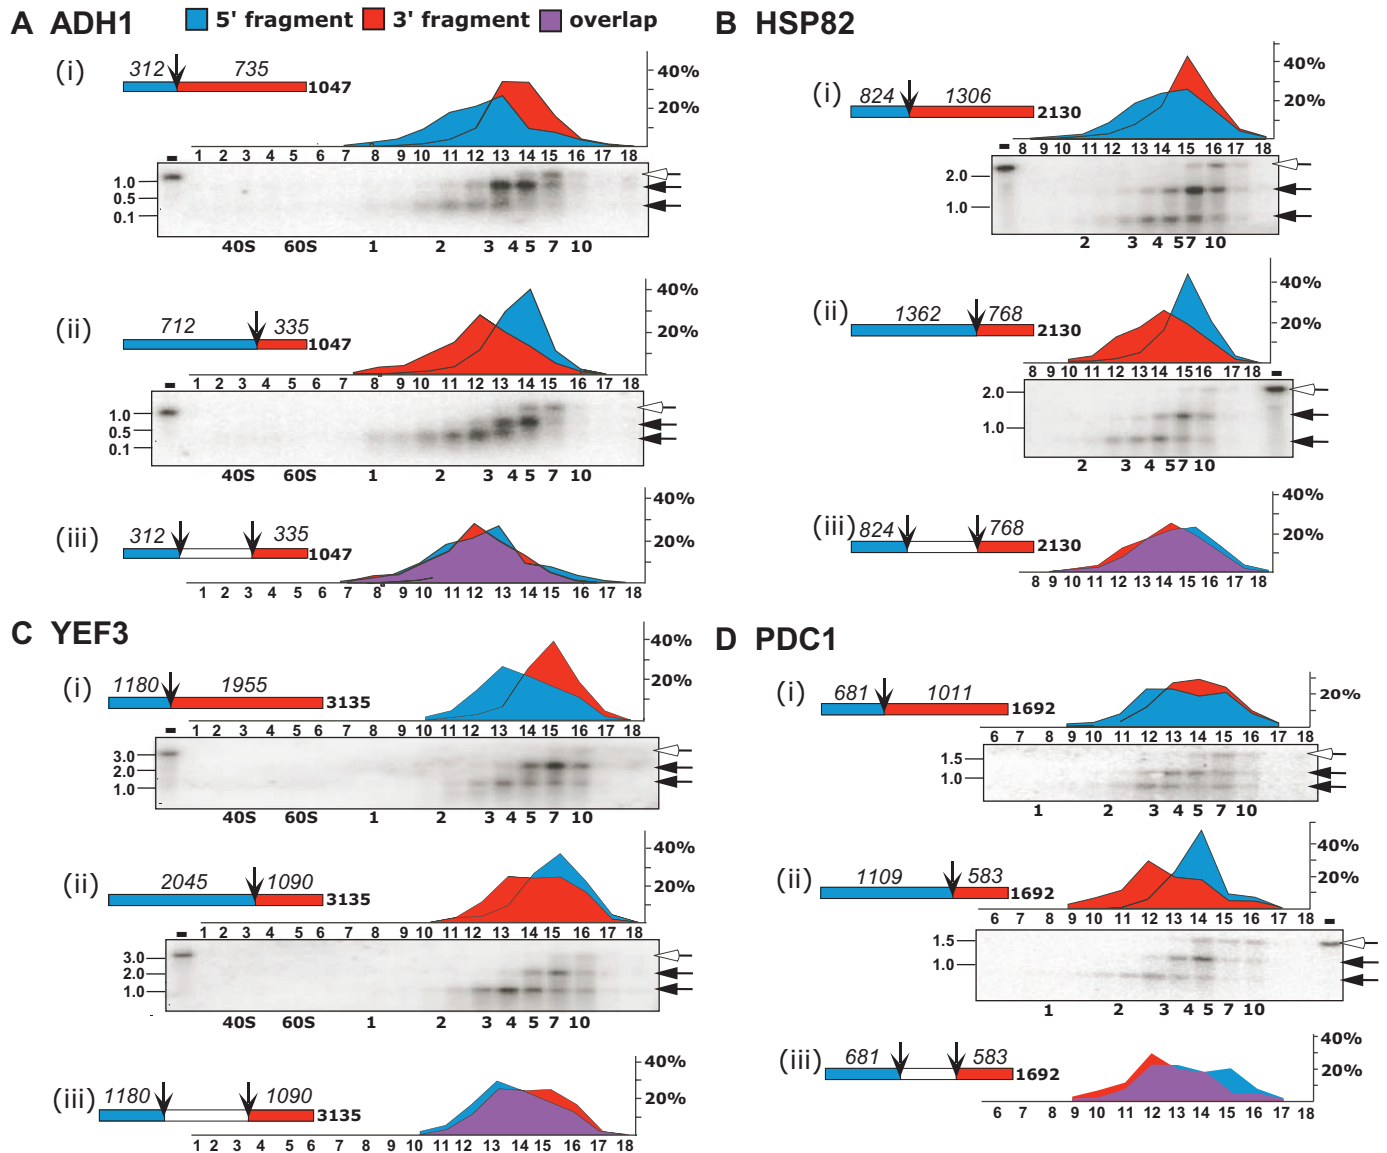 A ADH1 5' fragment 3' fragment overlap
(i) 312 735 1047
40%
20%
1 2 3 4 5 6 7 8 9 10 11 12 13 14 15 16 17 18
1.0
0.5
0.1
40S 60S 1 2 3 4 5 7 10
(ii) 712 335 1047
40%
20%
1 2 3 4 5 6 7 8 9 10 11 12 13 14 15 16 17 18
1.0
0.5
0.1
40S 60S 1 2 3 4 5 7 10
(iii) 312 335 1047
40%
20%
1 2 3 4 5 6 7 8 9 10 11 12 13 14 15 16 17 18
B HSP82
(i) 824 1306 2130
40%
20%
8 9 10 11 12 13 14 15 16 17 18
2.0
1.0
2 3 4 5 7 10
(ii) 1362 768 2130
40%
20%
8 9 10 11 12 13 14 15 16 17 18
2.0
1.0
2 3 4 5 7 10
(iii) 824 768 2130
40%
20%
8 9 10 11 12 13 14 15 16 17 18
C YEF3
(i) 1180 1955 3135
40%
20%
1 2 3 4 5 6 7 8 9 10 11 12 13 14 15 16 17 18
3.0
2.0
1.0
40S 60S 1 2 3 4 5 7 10
(ii) 2045 1090 3135
40%
20%
1 2 3 4 5 6 7 8 9 10 11 12 13 14 15 16 17 18
3.0
2.0
1.0
40S 60S 1 2 3 4 5 7 10
(iii) 1180 1090 3135
40%
20%
1 2 3 4 5 6 7 8 9 10 11 12 13 14 15 16 17 18
D PDC1
(i) 681 1011 1692
20%
6 7 8 9 10 11 12 13 14 15 16 17 18
1.5
1.0
1 2 3 4 5 7 10
(ii) 1109 583 1692
40%
20%
6 7 8 9 10 11 12 13 14 15 16 17 18
1.5
1.0
1 2 3 4 5 7 10
(iii) 681 583 1692
40%
20%
6 7 8 9 10 11 12 13 14 15 16 17 18